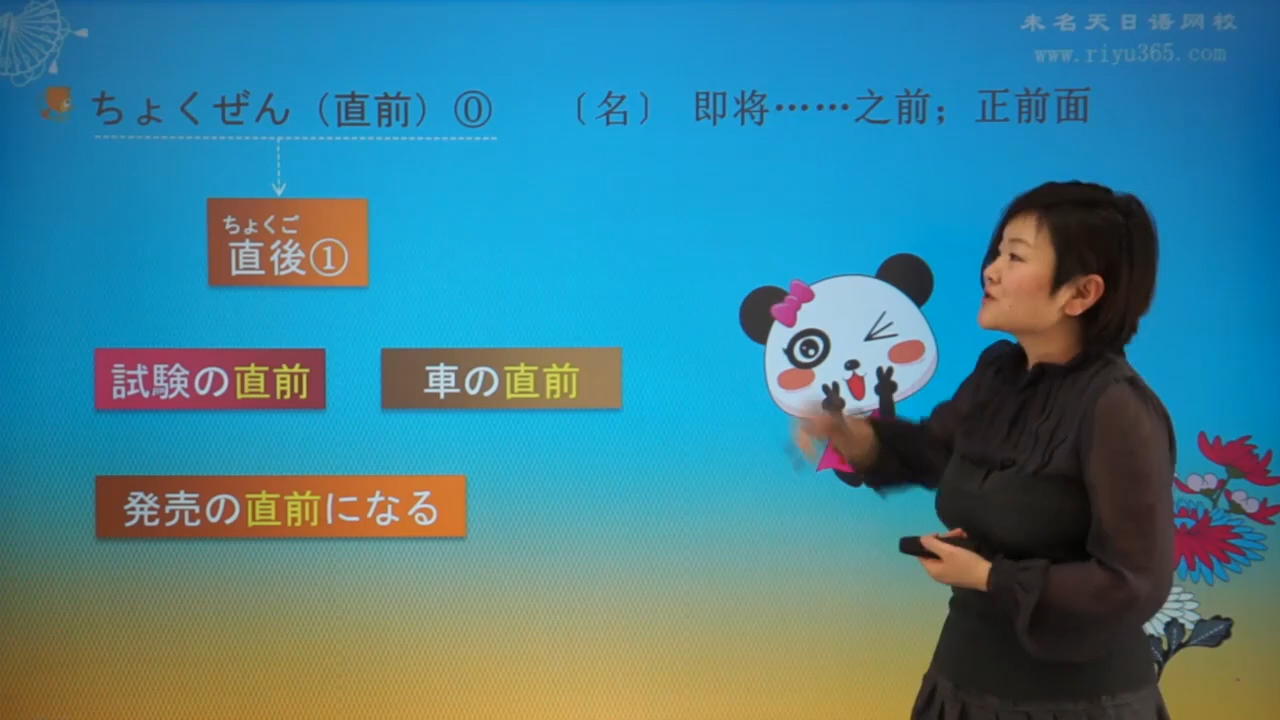 未名天日语网校
www.riyu365.com
ちょくぜん（直前）⓪ 〔名〕 即将……之前；正前面
ちょくご
直後①
試験の直前
車の直前
発売の直前になる